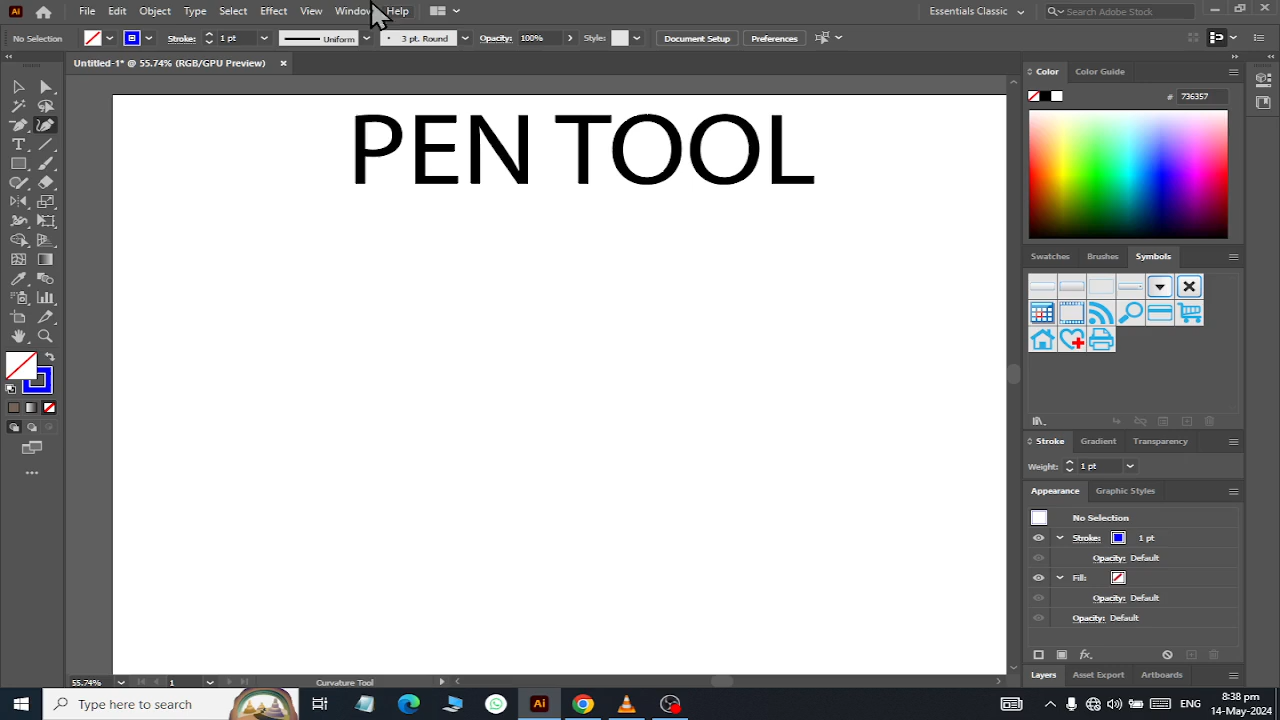 Ai File Edit Object Type Select Effect View Window Help Essentials Classic Search Adobe Stock
No Selection Stroke: 1 pt Uniform 3 pt. Round Opacity: 100% Style: Document Setup Preferences
Untitled-1* @ 55.74% (RGB/GPU Preview)
PEN TOOL
Color Color Guide
# 736357
Swatches Brushes Symbols
Stroke Gradient Transparency
Weight: 1 pt
Appearance Graphic Styles
No Selection
Stroke: 1 pt
Opacity: Default
Fill:
Opacity: Default
Opacity: Default
fx
Layers Asset Export Artboards
55.74% 1 Curvature Tool
Type here to search Ai ENG 8:38 pm
14-May-2024